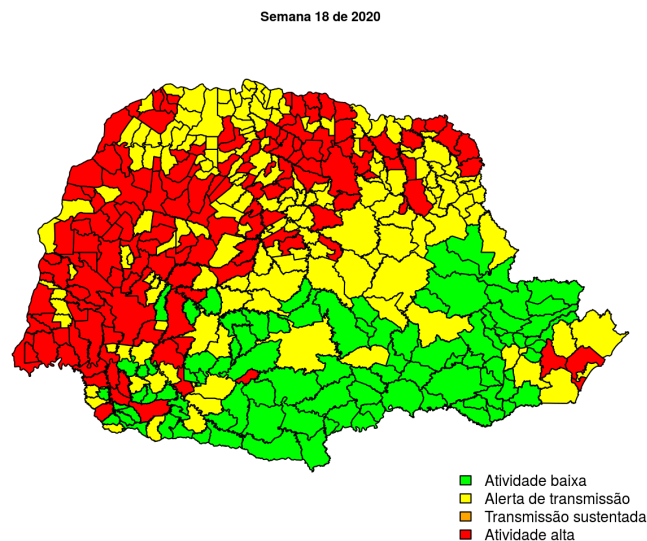 Semana 18 de 2020
Atividade baixa
Alerta de transmissão
Transmissão sustentada
Atividade alta